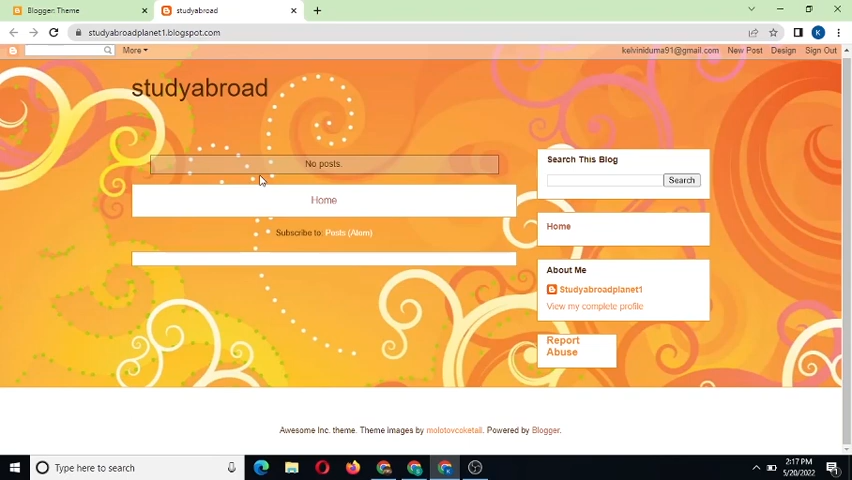 Blogger: Theme
studyabroad
studyabroadplanet1.blogspot.com
K
More
kelviniduma91@gmail.com
New Post
Design
Sign Out
studyabroad
No posts.
Home
Subscribe to: Posts (Atom)
Search This Blog
Search
Home
About Me
Studyabroadplanet1
View my complete profile
Report
Abuse
Awesome Inc. theme. Theme images by molotovcoketail. Powered by Blogger.
Type here to search
2:17 PM
5/20/2022